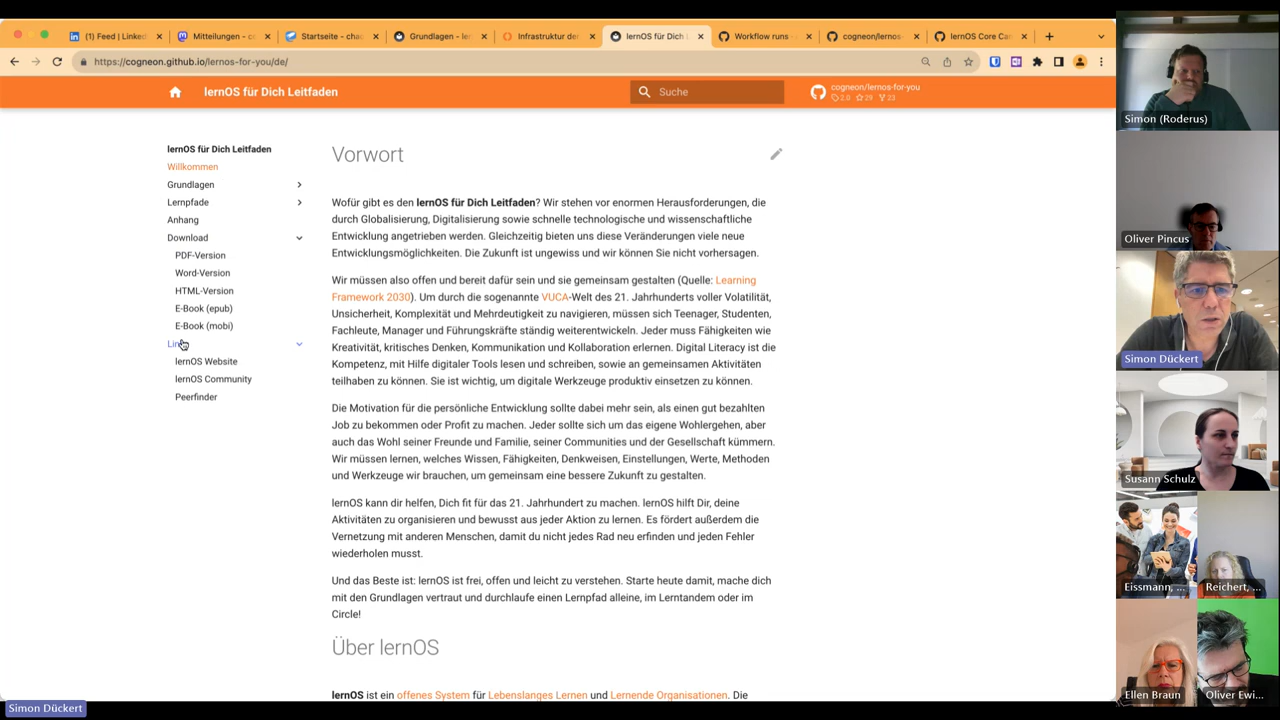 (1) Feed | Linke
Mitteilungen - c
Startseite – cha
Grundlagen – ler
Infrastruktur de
lernOS für Dich L
Workflow runs ·
cogneon/lernos-
lernOS Core Ca
https://cogneon.github.io/lernos-for-you/de/
lernOS für Dich Leitfaden
Suche
cogneon/lernos-for-you
2.0 29 23
lernOS für Dich Leitfaden
Willkommen
Grundlagen
Lernpfade
Anhang
Download
PDF-Version
Word-Version
HTML-Version
E-Book (epub)
E-Book (mobi)
Lin
lernOS Website
lernOS Community
Peerfinder
Vorwort
Wofür gibt es den lernOS für Dich Leitfaden? Wir stehen vor enormen Herausforderungen, die
durch Globalisierung, Digitalisierung sowie schnelle technologische und wissenschaftliche
Entwicklung angetrieben werden. Gleichzeitig bieten uns diese Veränderungen viele neue
Entwicklungsmöglichkeiten. Die Zukunft ist ungewiss und wir können Sie nicht vorhersagen.
Wir müssen also offen und bereit dafür sein und sie gemeinsam gestalten (Quelle: Learning
Framework 2030). Um durch die sogenannte VUCA-Welt des 21. Jahrhunderts voller Volatilität,
Unsicherheit, Komplexität und Mehrdeutigkeit zu navigieren, müssen sich Teenager, Studenten,
Fachleute, Manager und Führungskräfte ständig weiterentwickeln. Jeder muss Fähigkeiten wie
Kreativität, kritisches Denken, Kommunikation und Kollaboration erlernen. Digital Literacy ist die
Kompetenz, mit Hilfe digitaler Tools lesen und schreiben, sowie an gemeinsamen Aktivitäten
teilhaben zu können. Sie ist wichtig, um digitale Werkzeuge produktiv einsetzen zu können.
Die Motivation für die persönliche Entwicklung sollte dabei mehr sein, als einen gut bezahlten
Job zu bekommen oder Profit zu machen. Jeder sollte sich um das eigene Wohlergehen, aber
auch das Wohl seiner Freunde und Familie, seiner Communities und der Gesellschaft kümmern.
Wir müssen lernen, welches Wissen, Fähigkeiten, Denkweisen, Einstellungen, Werte, Methoden
und Werkzeuge wir brauchen, um gemeinsam eine bessere Zukunft zu gestalten.
lernOS kann dir helfen, Dich fit für das 21. Jahrhundert zu machen. lernOS hilft Dir, deine
Aktivitäten zu organisieren und bewusst aus jeder Aktion zu lernen. Es fördert außerdem die
Vernetzung mit anderen Menschen, damit du nicht jedes Rad neu erfinden und jeden Fehler
wiederholen musst.
Und das Beste ist: lernOS ist frei, offen und leicht zu verstehen. Starte heute damit, mache dich
mit den Grundlagen vertraut und durchlaufe einen Lernpfad alleine, im Lerntandem oder im
Circle!
Über lernOS
lernOS ist ein offenes System für Lebenslanges Lernen und Lernende Organisationen. Die
Simon (Roderus)
Oliver Pincus
Simon Dückert
Susann Schulz
Eissmann, ...
Reichert, ...
Ellen Braun
Oliver Ewi...
Simon Dückert